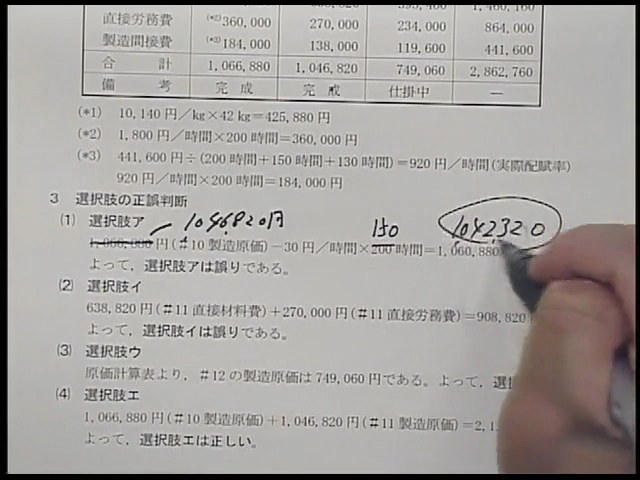 直接労務費 (*2)360,000 270,000 234,000 864,000
製造間接費 (*3)184,000 138,000 119,600 441,600
合 計 1,066,880 1,046,820 749,060 2,862,760
備 考 完 成 完 成 仕掛中 ―
(*1) 10,140円／kg×42kg＝425,880円
(*2) 1,800円／時間×200時間＝360,000円
(*3) 441,600円÷(200時間＋150時間＋130時間)＝920円／時間(実際配賦率)
920円／時間×200時間＝184,000円
3 選択肢の正誤判断
(1) 選択肢ア 1046820円 150 1042320
1,066,880円(＃10製造原価)－30円／時間×200時間＝1,060,880
よって，選択肢アは誤りである。
(2) 選択肢イ
638,820円(＃11直接材料費)＋270,000円(＃11直接労務費)＝908,820
よって，選択肢イは誤りである。
(3) 選択肢ウ
原価計算表より，＃12の製造原価は749,060円である。よって，選
(4) 選択肢エ
1,066,880円(＃10製造原価)＋1,046,820円(＃11製造原価)＝2,1
よって，選択肢エは正しい。